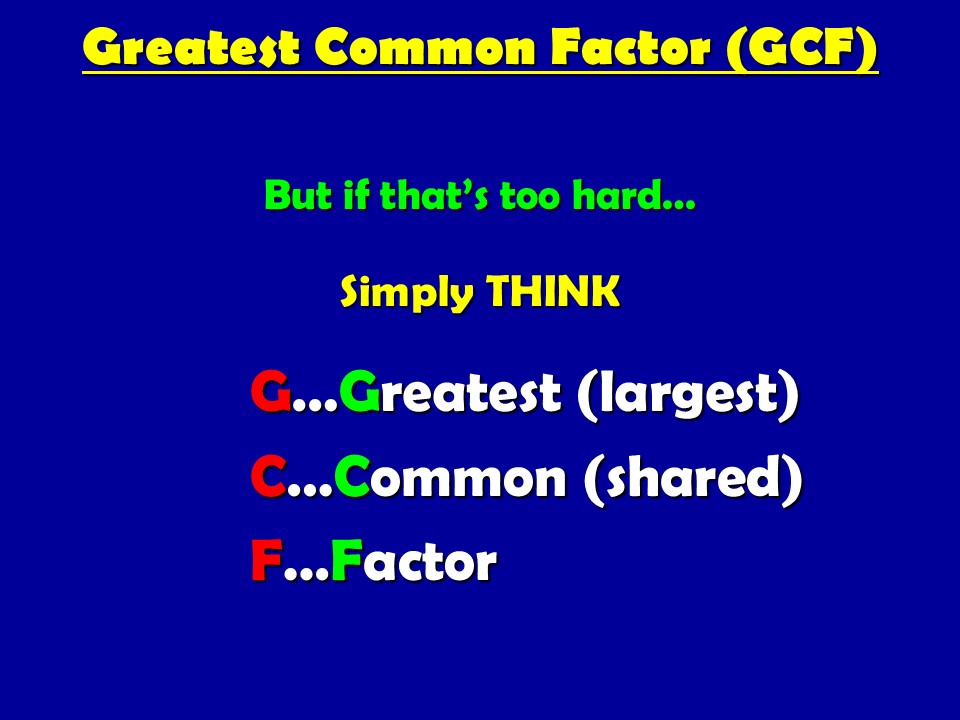 Greatest Common Factor (GCF)
But if that’s too hard…
Simply THINK
G…Greatest (largest)
C…Common (shared)
F…Factor